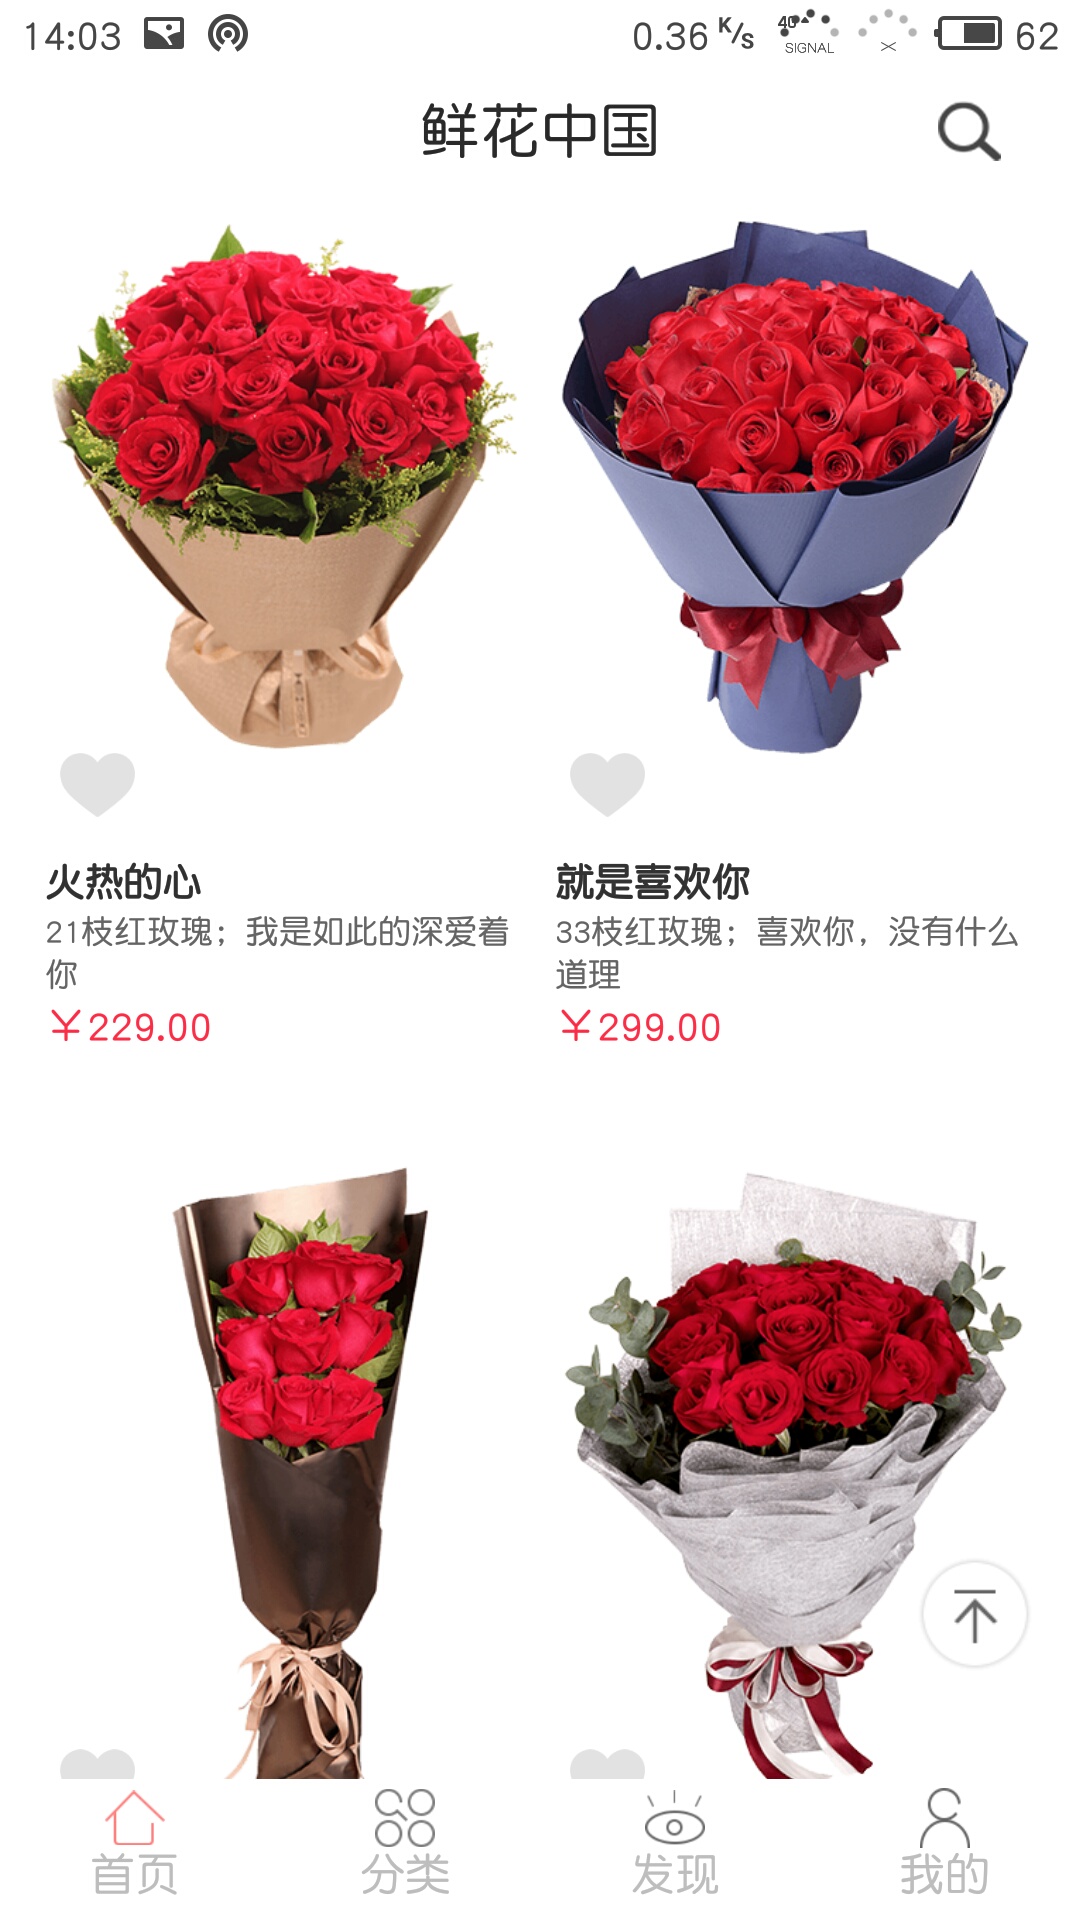 14:03
0.36 K/s
4G
SIGNAL
62
鲜花中国
火热的心
21枝红玫瑰；我是如此的深爱着
你
￥229.00
就是喜欢你
33枝红玫瑰；喜欢你，没有什么
道理
￥299.00
首页
分类
发现
我的